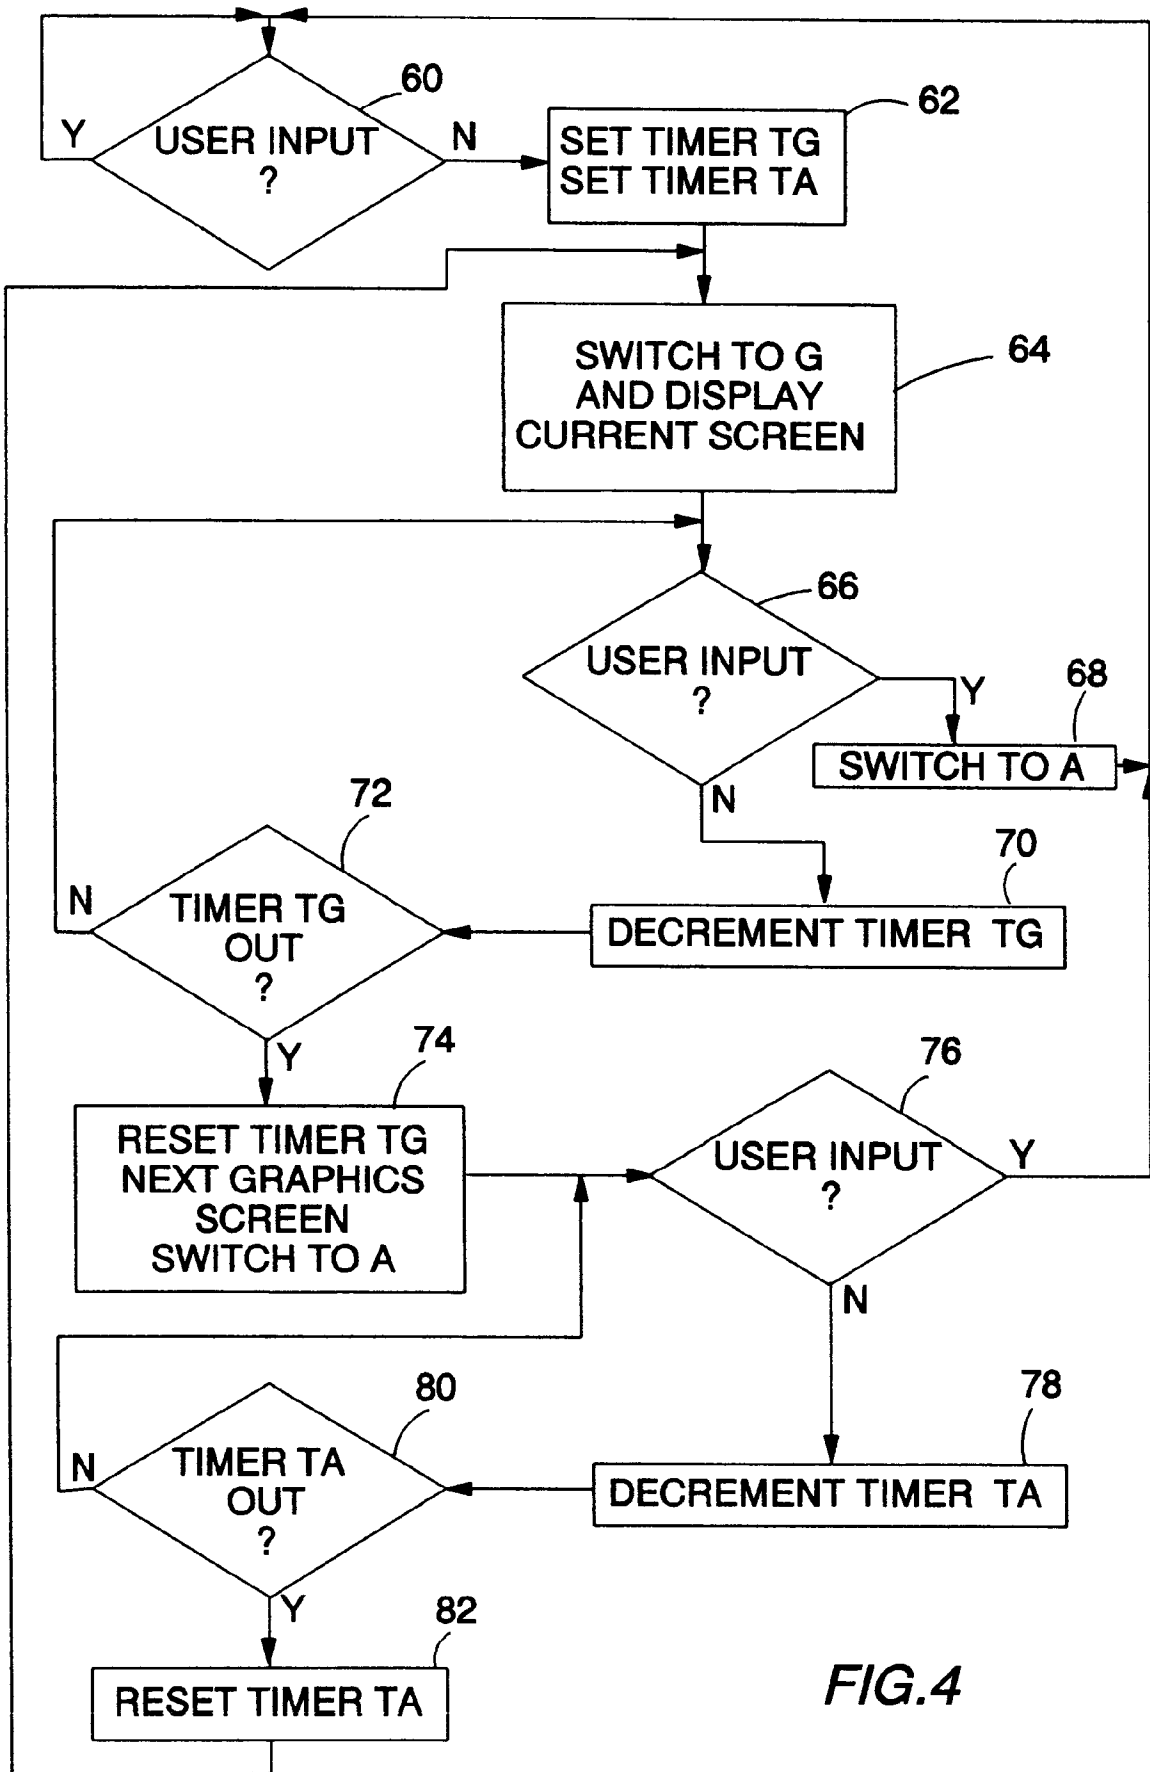 60
USER INPUT
?
Y
N
62
SET TIMER TG
SET TIMER TA
64
SWITCH TO G
AND DISPLAY
CURRENT SCREEN
66
USER INPUT
?
Y
N
68
SWITCH TO A
70
DECREMENT TIMER TG
72
TIMER TG
OUT
?
N
Y
74
RESET TIMER TG
NEXT GRAPHICS
SCREEN
SWITCH TO A
76
USER INPUT
?
Y
N
78
DECREMENT TIMER TA
80
TIMER TA
OUT
?
N
Y
82
RESET TIMER TA
FIG.4